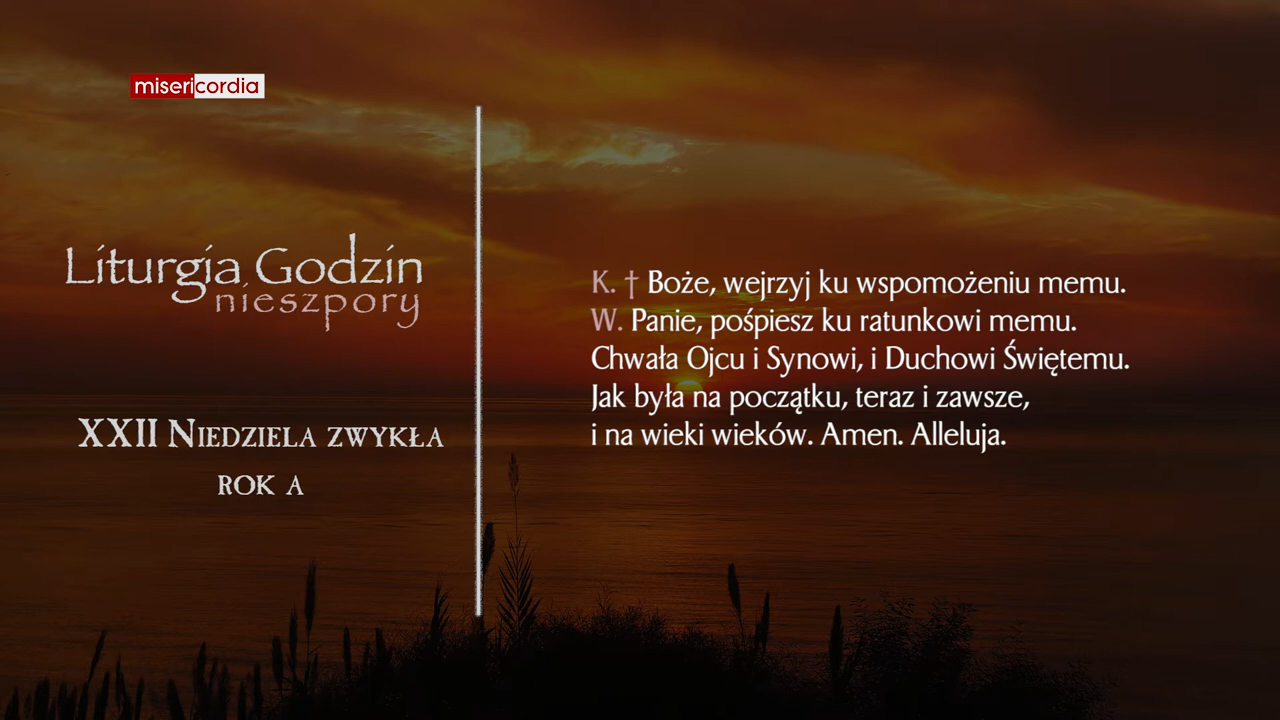 misericordia
Liturgia Godzin
nieszpory
XXII Niedziela zwykła
rok a
K. † Boże, wejrzyj ku wspomożeniu memu.
W. Panie, pośpiesz ku ratunkowi memu.
Chwała Ojcu i Synowi, i Duchowi Świętemu.
Jak była na początku, teraz i zawsze,
i na wieki wieków. Amen. Alleluja.